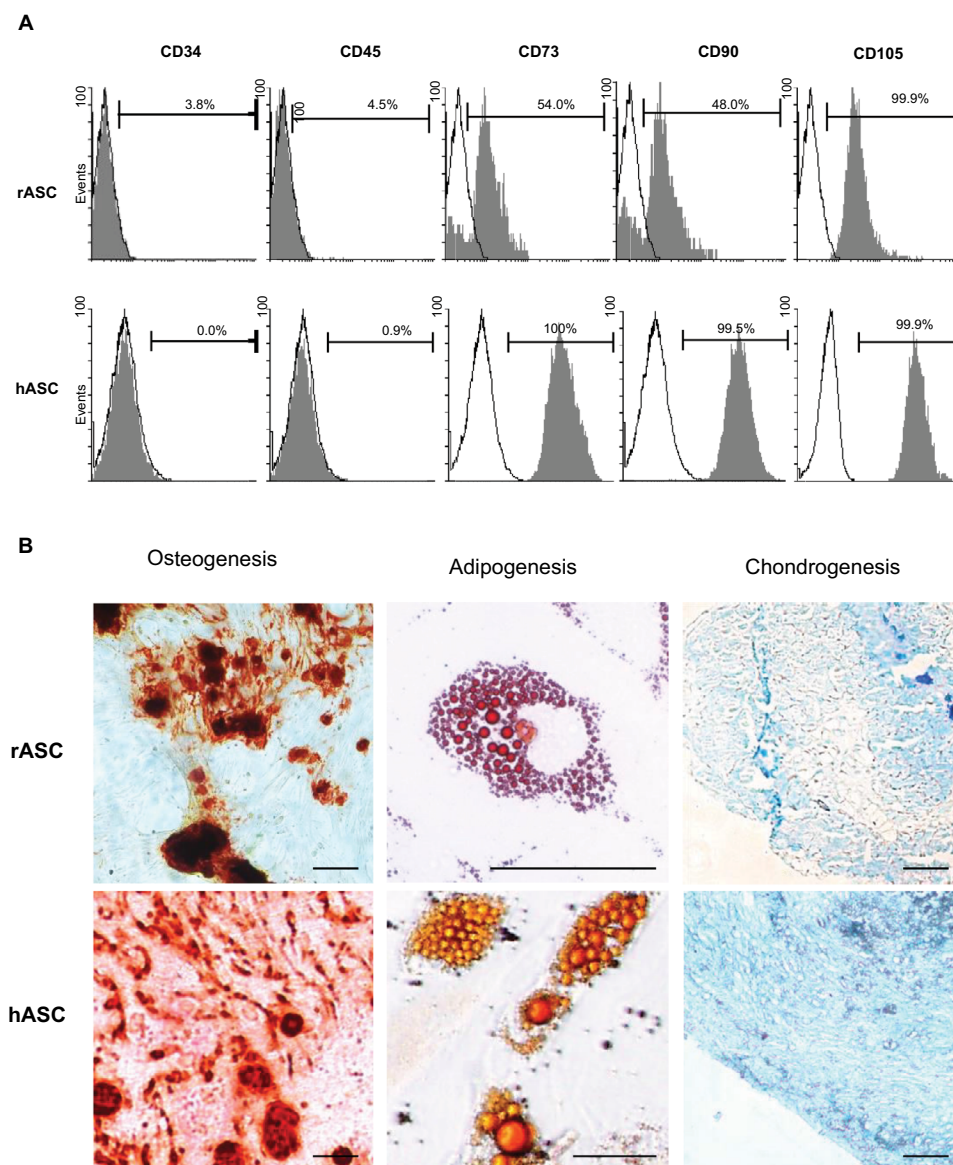 A
CD34 CD45 CD73 CD90 CD105
rASC
Events
100 3.8%
100 100 4.5%
100 54.0%
100 48.0%
100 99.9%
hASC
Events
100 0.0%
100 0.9%
100 100%
100 99.5%
100 99.9%
B
Osteogenesis Adipogenesis Chondrogenesis
rASC
hASC